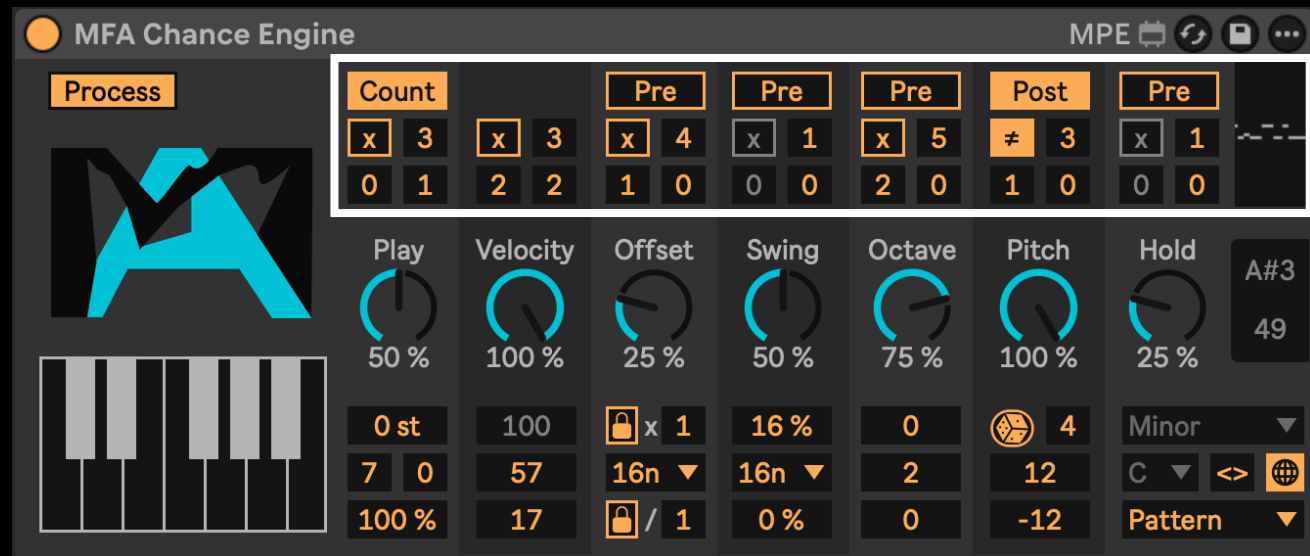 MFA Chance Engine MPE
Process Count Pre Pre Pre Post Pre
x 3 x 3 x 4 x 1 x 5 ≠ 3 x 1
0 1 2 2 1 0 0 0 2 0 1 0 0 0
Play Velocity Offset Swing Octave Pitch Hold
A#3
49
50 % 100 % 25 % 50 % 75 % 100 % 25 %
0 st 100 x 1 16 % 0 4 Minor
7 0 57 16n 16n 2 12 C <>
100 % 17 / 1 0 % 0 -12 Pattern